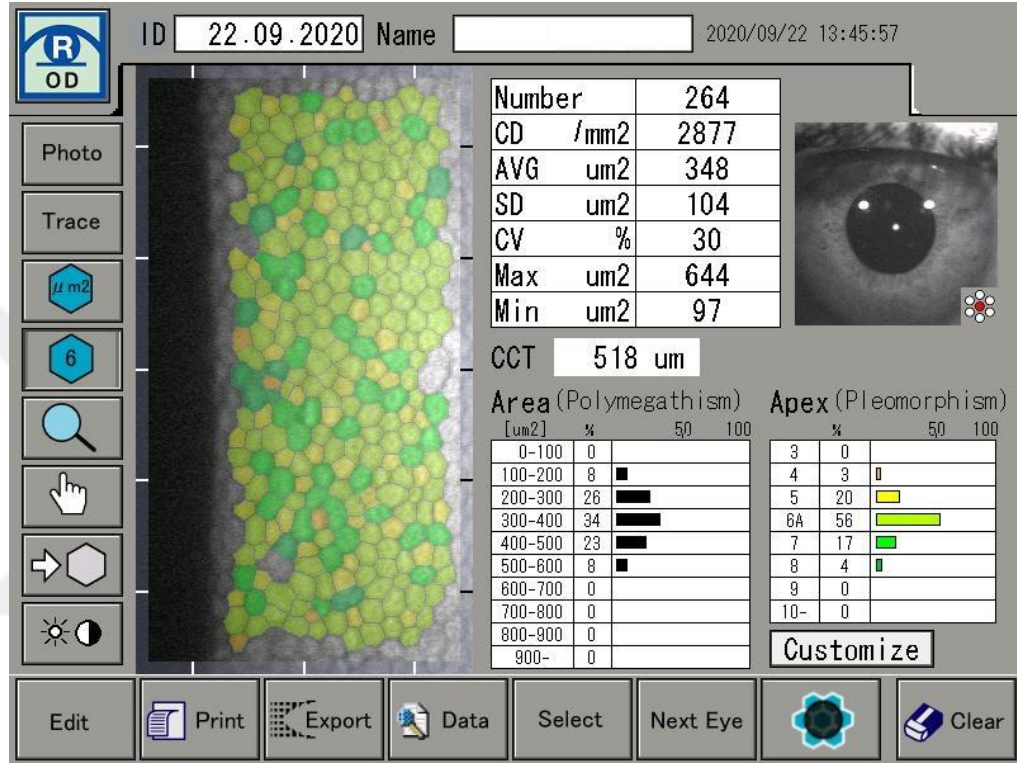 R
OD
ID 22.09.2020 Name 2020/09/22 13:45:57
Photo
Trace
μm2
6
Number 264
CD /mm2 2877
AVG um2 348
SD um2 104
CV % 30
Max um2 644
Min um2 97
CCT 518 um
Area(Polymegathism)
[um2] % 50 100
0-100 0
100-200 8
200-300 26
300-400 34
400-500 23
500-600 8
600-700 0
700-800 0
800-900 0
900- 0
Apex(Pleomorphism)
% 50 100
3 0
4 3
5 20
6A 56
7 17
8 4
9 0
10- 0
Customize
Edit Print Export Data Select Next Eye Clear